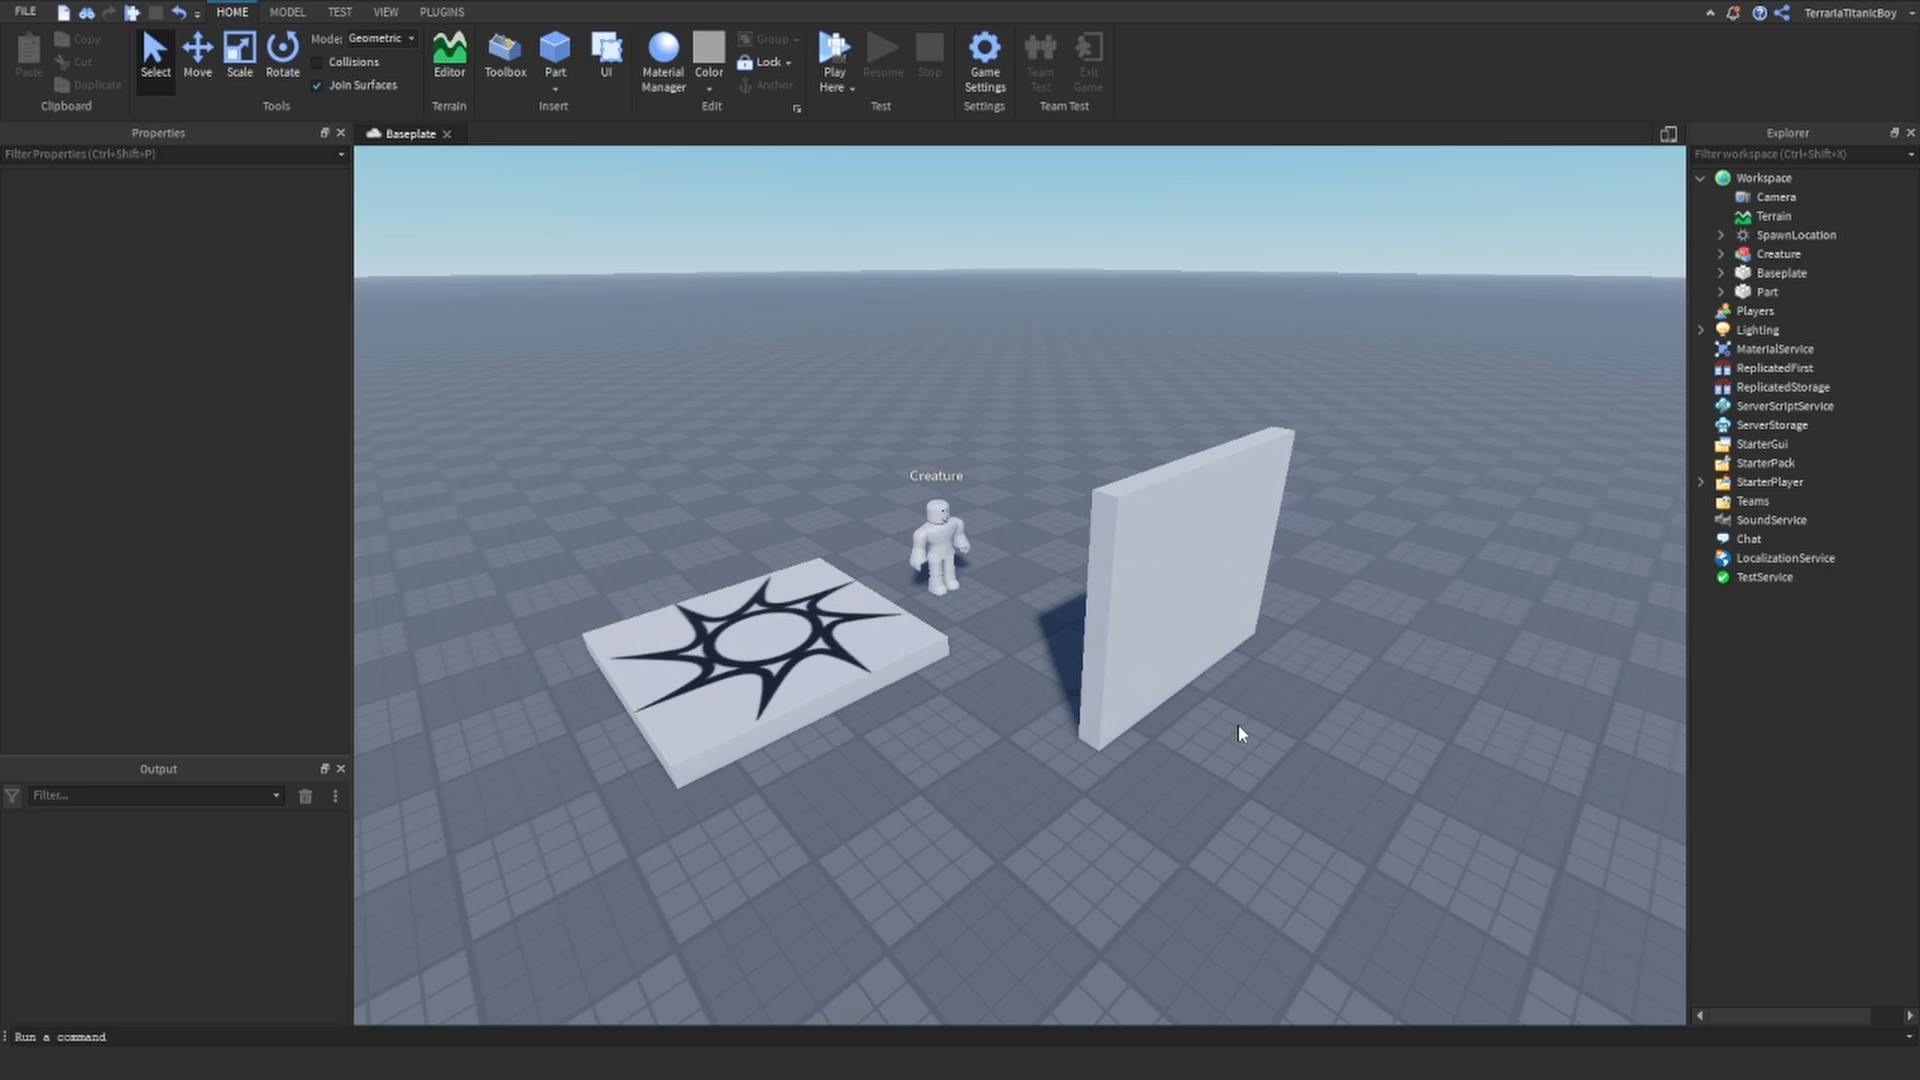 FILE HOME MODEL TEST VIEW PLUGINS TerrariaTitanicBoy
Paste Copy Cut Duplicate
Clipboard
Select Move Scale Rotate
Mode: Geometric
Collisions
Join Surfaces
Tools
Editor
Terrain
Toolbox Part UI
Insert
Material Manager Color
Group
Lock
Anchor
Edit
Play Here Resume Stop
Test
Game Settings
Settings
Team Test Exit Game
Team Test
Properties
Filter Properties (Ctrl+Shift+P)
Baseplate
Creature
Output
Filter...
Run a command
Explorer
Filter workspace (Ctrl+Shift+X)
Workspace
Camera
Terrain
SpawnLocation
Creature
Baseplate
Part
Players
Lighting
MaterialService
ReplicatedFirst
ReplicatedStorage
ServerScriptService
ServerStorage
StarterGui
StarterPack
StarterPlayer
Teams
SoundService
Chat
LocalizationService
TestService